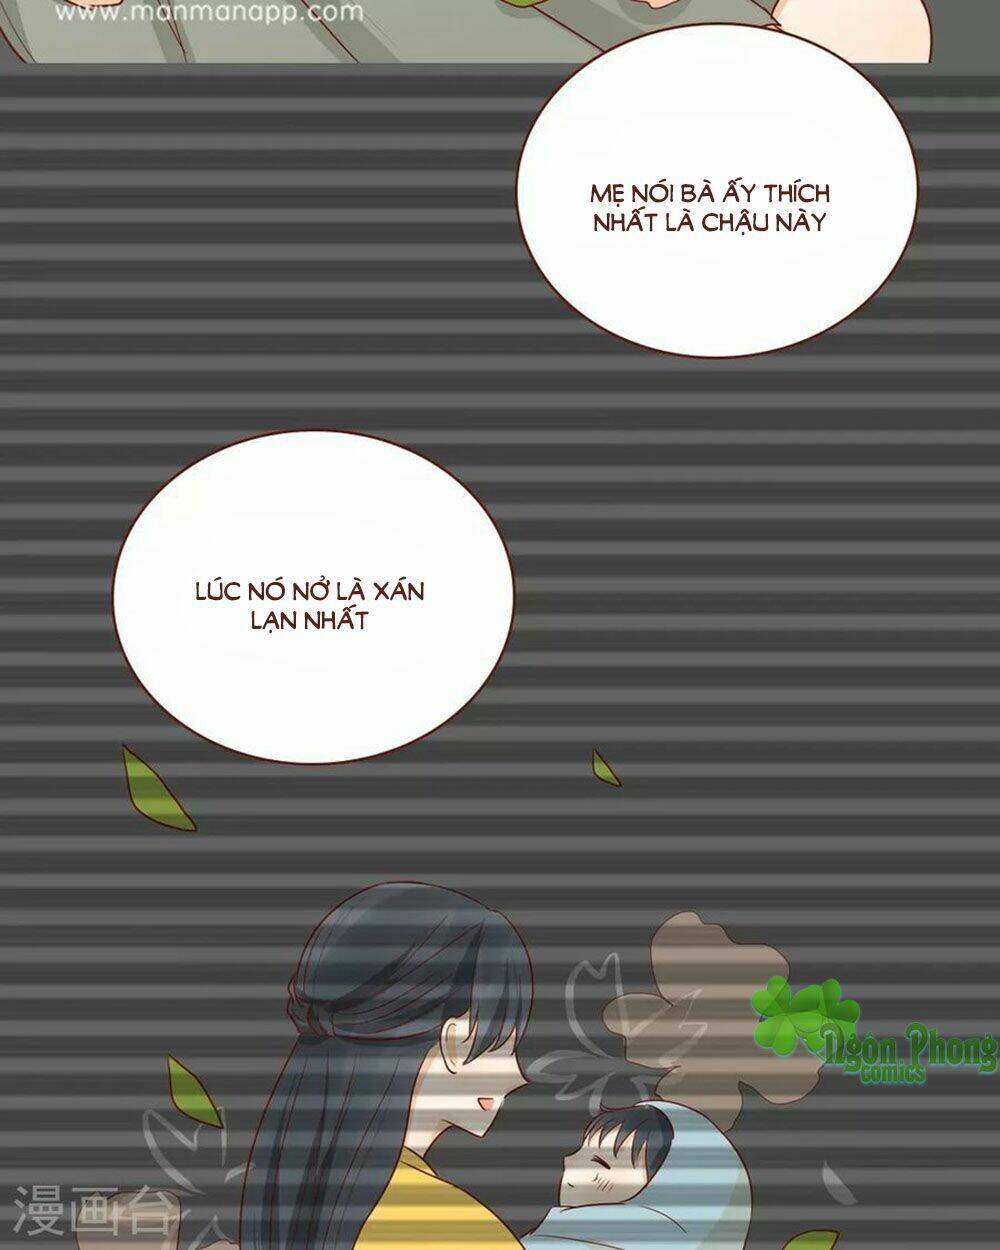 www.manmanapp.com
MẸ NÓI BÀ ẤY THÍCH
NHẤT LÀ CHẬU NÀY
LÚC NÓ NỞ LÀ XÁN
LẠN NHẤT
Ngôn Phong
comics
漫画台